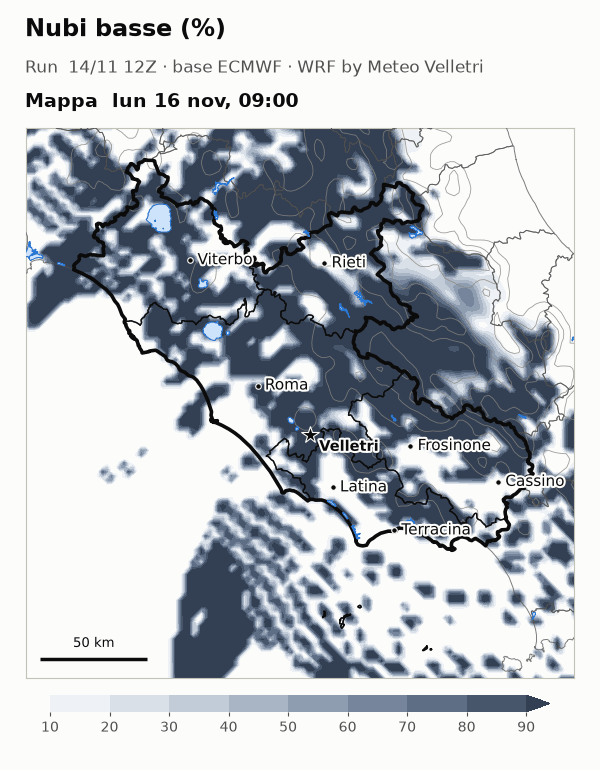 Nubi basse (%)
Run  14/11 12Z · base ECMWF · WRF by Meteo Velletri
Mappa  lun 16 nov, 09:00
Viterbo
Rieti
Roma
Velletri
Frosinone
Cassino
Latina
Terracina
50 km
10 20 30 40 50 60 70 80 90